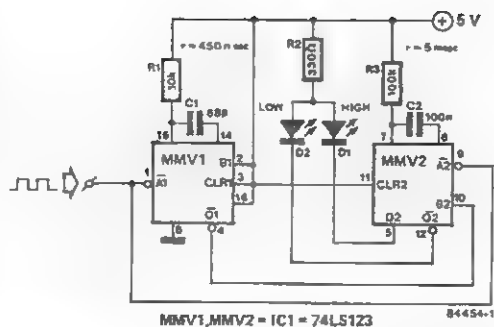 5 V
R2
330Ω
τ = 450 nsec
τ = 5 msec
R1
10k
R3
100k
C1
68p
LOW
HIGH
C2
100n
D2
D1
15
14
7
6
MMV1
MMV2
1
A1
B1
2
CLR1
3
16
11
CLR2
A2
9
B2
10
8
Q1
4
Q2
5
Q2
12
84454-1
MMV1,MMV2 = IC1 = 74LS123